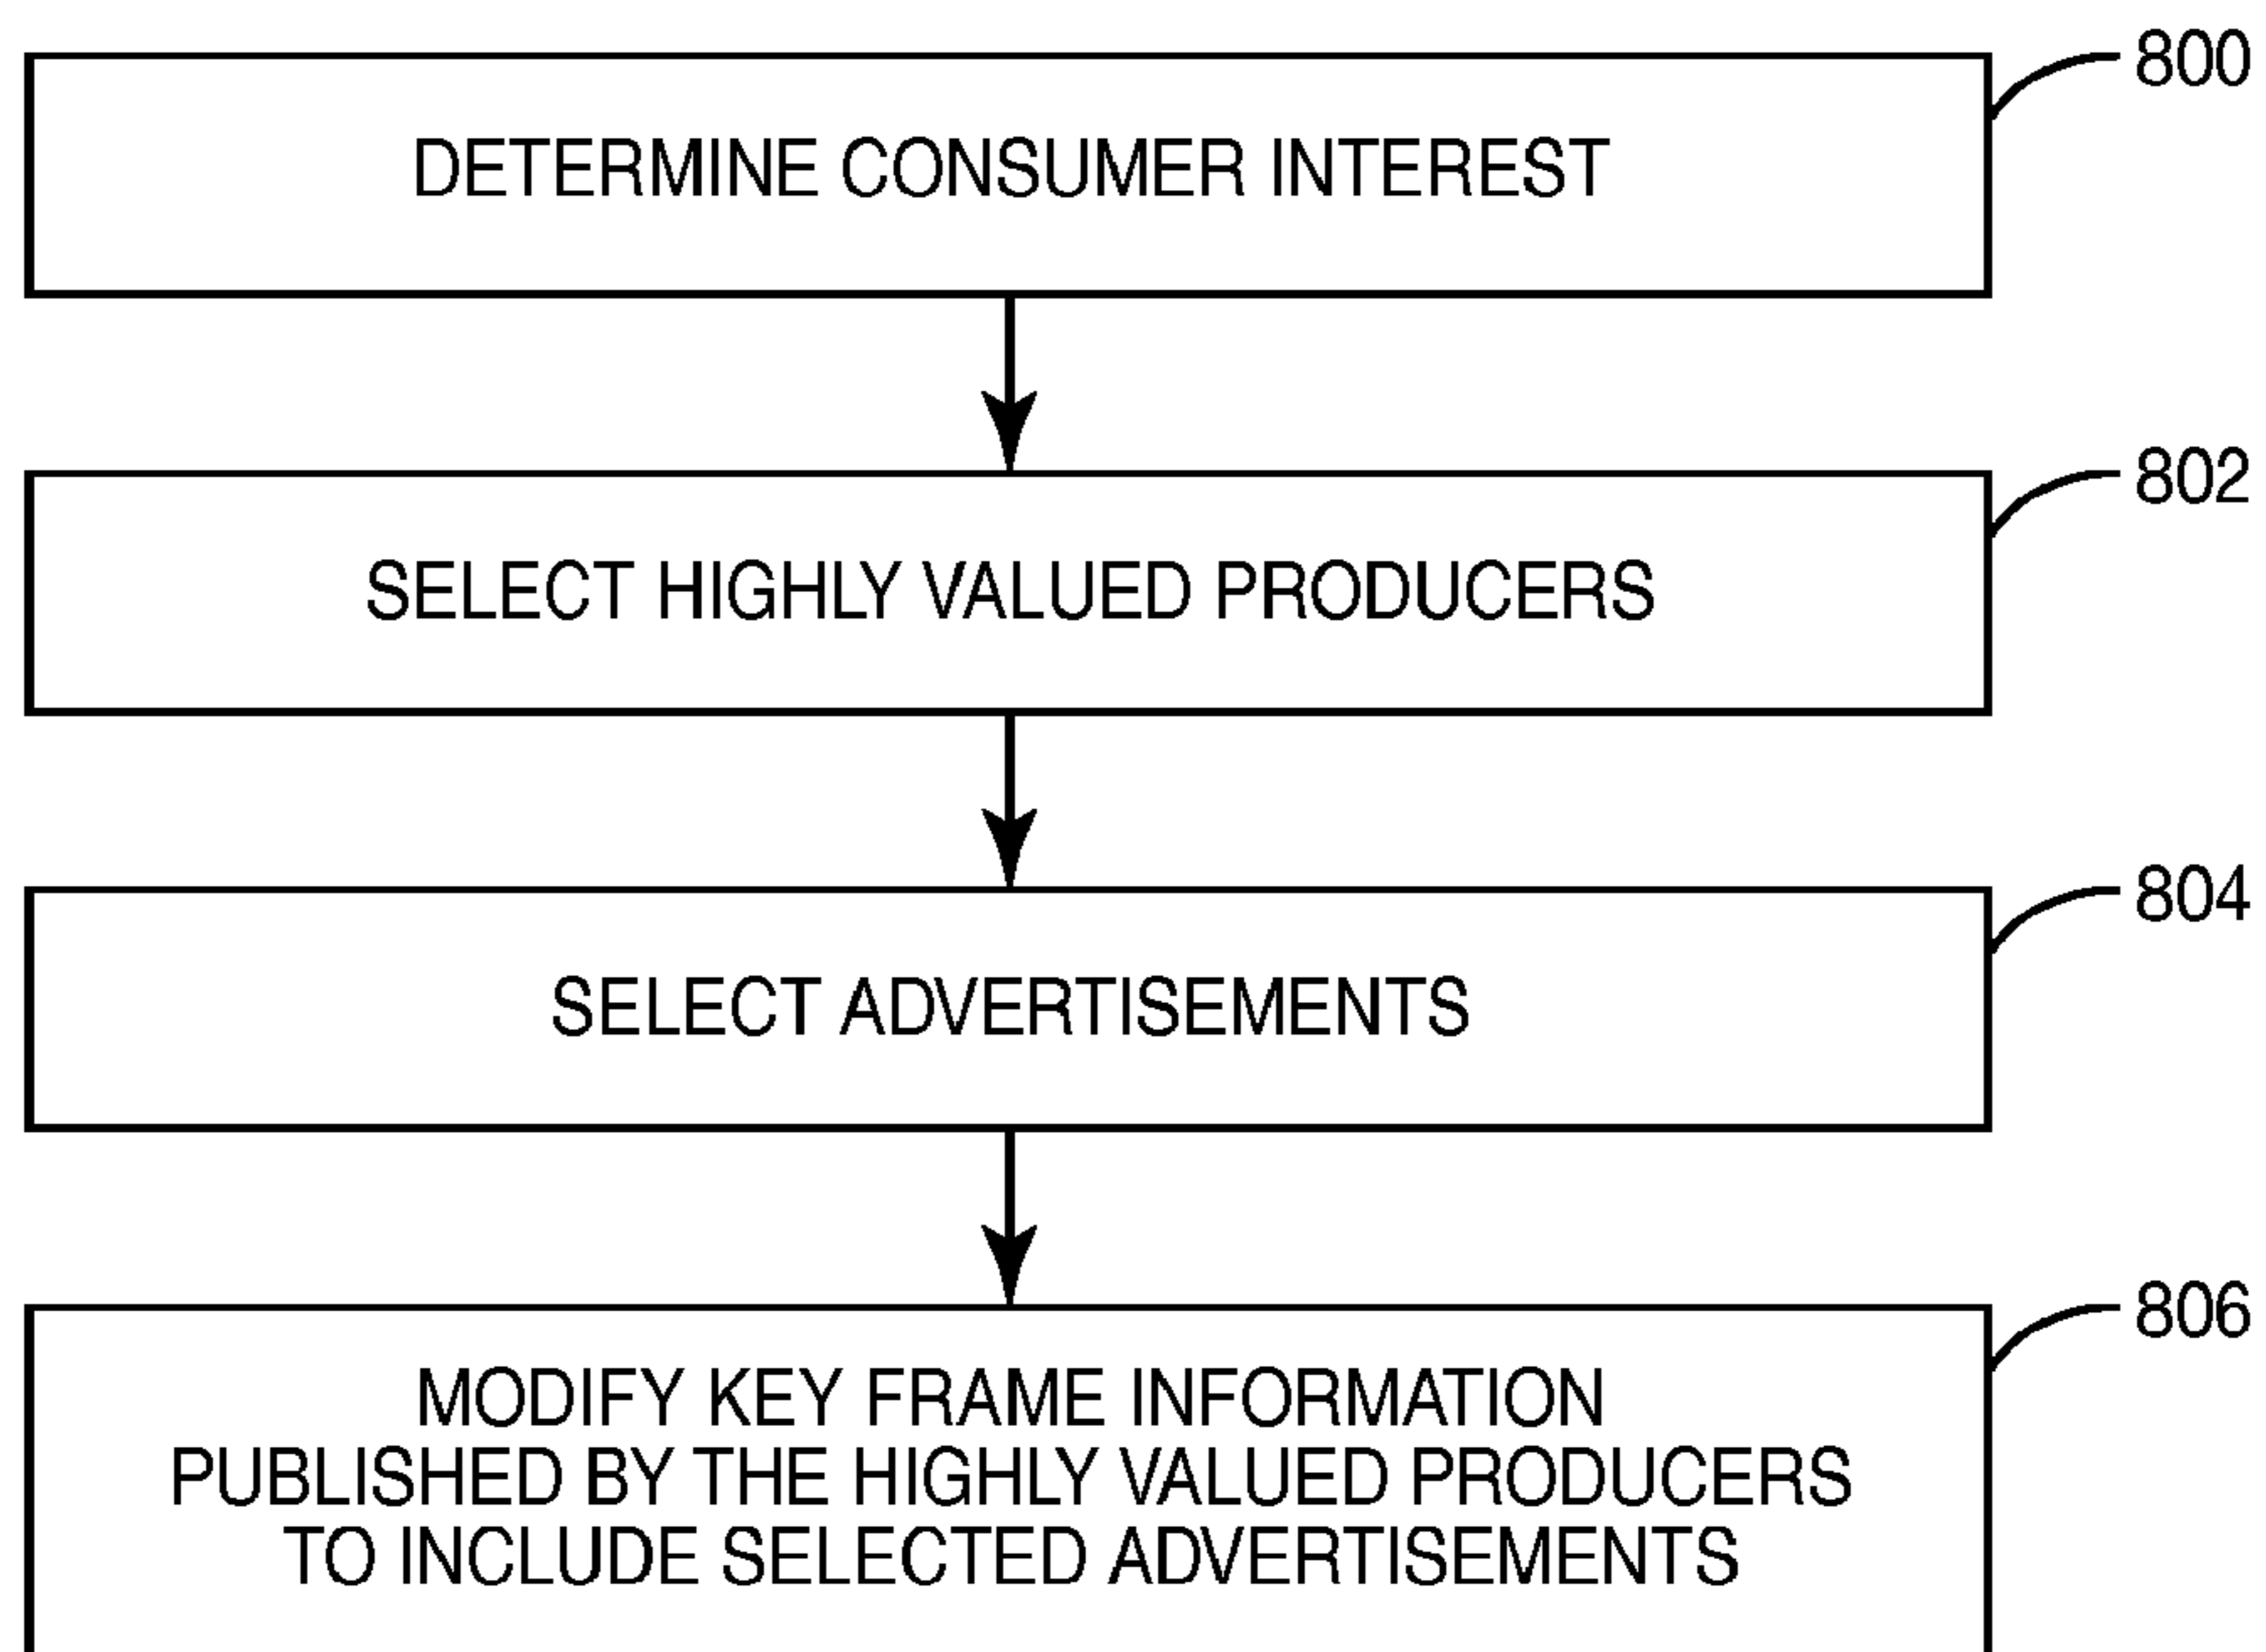 800
DETERMINE CONSUMER INTEREST
802
SELECT HIGHLY VALUED PRODUCERS
804
SELECT ADVERTISEMENTS
806
MODIFY KEY FRAME INFORMATION
PUBLISHED BY THE HIGHLY VALUED PRODUCERS
TO INCLUDE SELECTED ADVERTISEMENTS